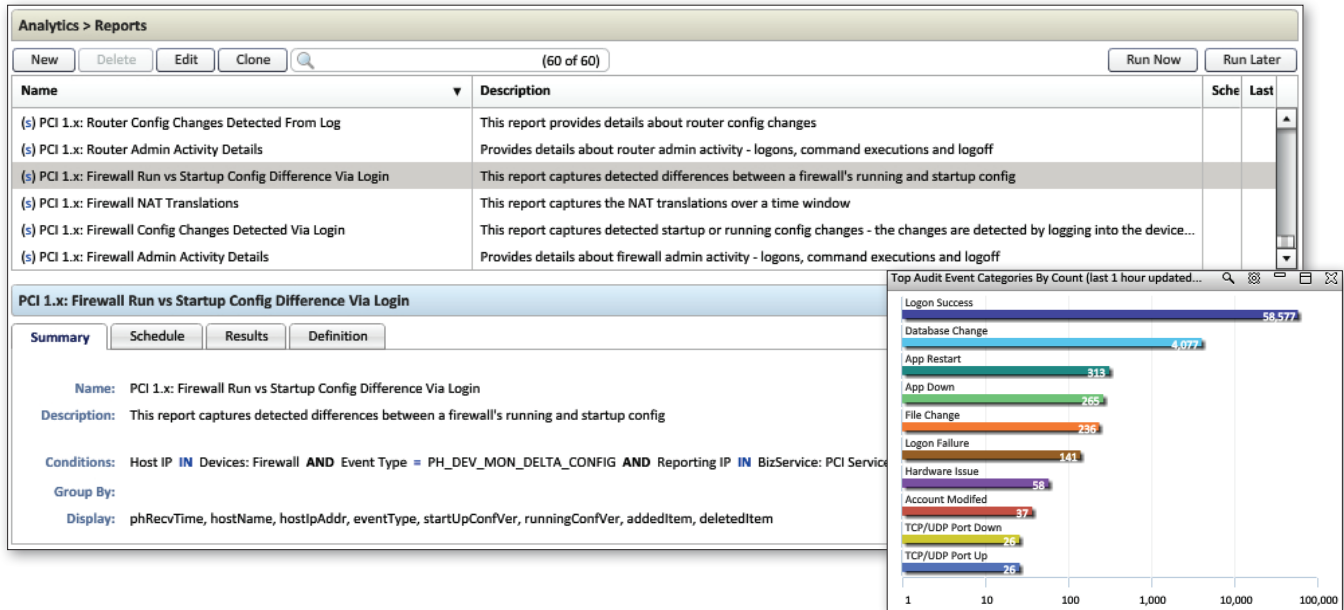 Analytics > Reports
New Delete Edit Clone (60 of 60) Run Now Run Later
Name ▼ Description Sche Last
(s) PCI 1.x: Router Config Changes Detected From Log This report provides details about router config changes
(s) PCI 1.x: Router Admin Activity Details Provides details about router admin activity - logons, command executions and logoff
(s) PCI 1.x: Firewall Run vs Startup Config Difference Via Login This report captures detected differences between a firewall's running and startup config
(s) PCI 1.x: Firewall NAT Translations This report captures the NAT translations over a time window
(s) PCI 1.x: Firewall Config Changes Detected Via Login This report captures detected startup or running config changes - the changes are detected by logging into the device...
(s) PCI 1.x: Firewall Admin Activity Details Provides details about firewall admin activity - logons, command executions and logoff
PCI 1.x: Firewall Run vs Startup Config Difference Via Login
Summary Schedule Results Definition
Name: PCI 1.x: Firewall Run vs Startup Config Difference Via Login
Description: This report captures detected differences between a firewall's running and startup config
Conditions: Host IP IN Devices: Firewall AND Event Type = PH_DEV_MON_DELTA_CONFIG AND Reporting IP IN BizService: PCI Service
Group By:
Display: phRecvTime, hostName, hostIpAddr, eventType, startUpConfVer, runningConfVer, addedItem, deletedItem
Top Audit Event Categories By Count (last 1 hour updated...
Logon Success
58,577
Database Change
4,077
App Restart
313
App Down
265
File Change
236
Logon Failure
141
Hardware Issue
58
Account Modifed
37
TCP/UDP Port Down
26
TCP/UDP Port Up
26
1 10 100 1,000 10,000 100,000